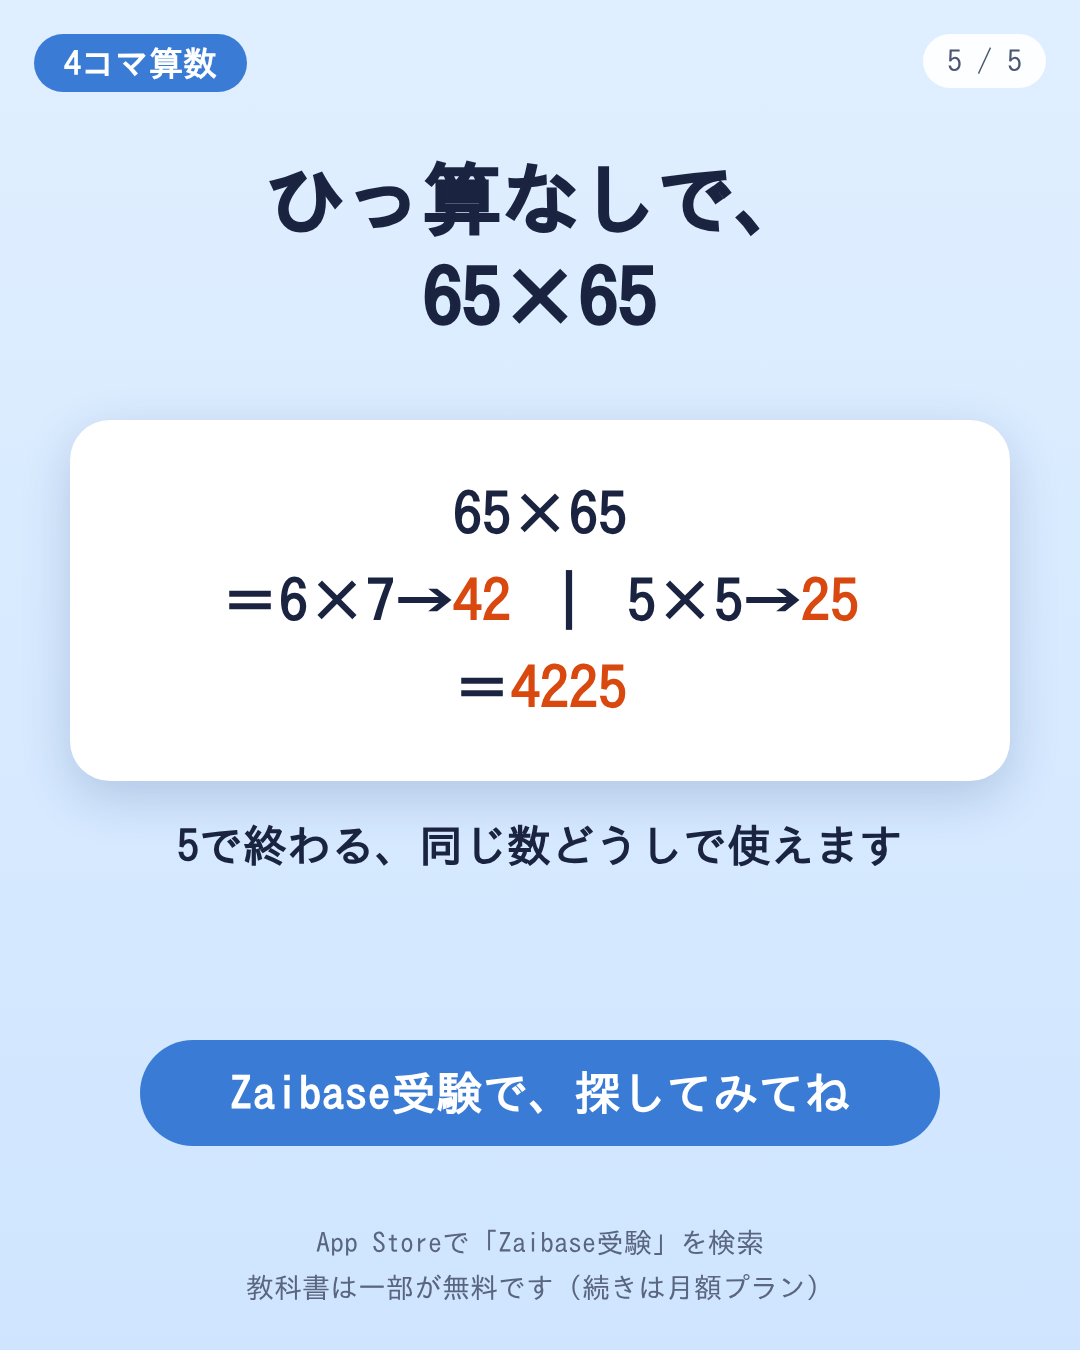 4コマ算数
5 / 5
ひっ算なしで、
65×65
65×65
=6×7→42 | 5×5→25
=4225
5で終わる、同じ数どうしで使えます
Zaibase受験で、探してみてね
App Storeで「Zaibase受験」を検索
教科書は一部が無料です（続きは月額プラン）